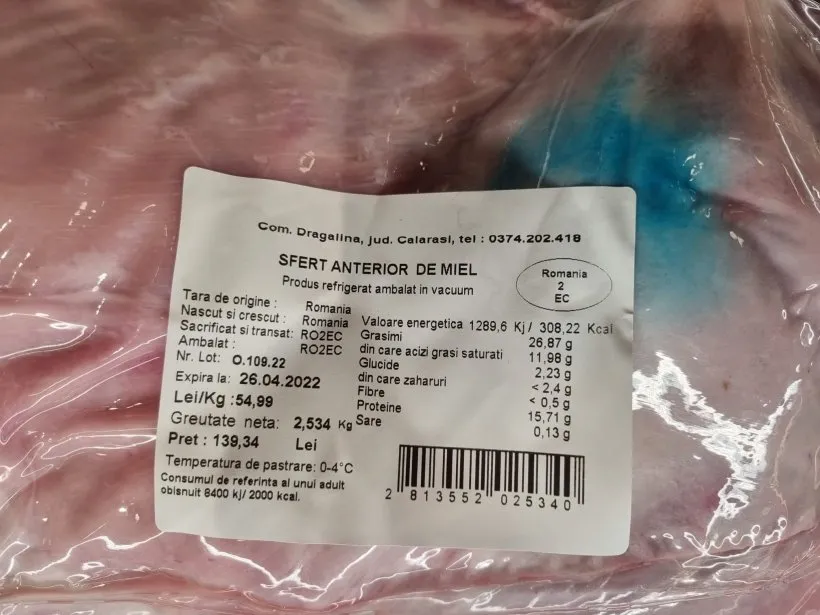 Com. Dragalina, jud. Calarasi, tel : 0374.202.418
SFERT ANTERIOR DE MIEL
Produs refrigerat ambalat in vacuum
Romania
2
EC
Tara de origine : Romania
Nascut si crescut : Romania
Sacrificat si transat: RO2EC
Ambalat : RO2EC
Nr. Lot: O.109.22
Expira la: 26.04.2022
Lei/Kg :54,99
Greutate neta: 2,534 Kg
Pret : 139,34 Lei
Temperatura de pastrare: 0-4°C
Consumul de referinta al unui adult
obisnuit 8400 kj/ 2000 kcal.
Valoare energetica 1289,6 Kj / 308,22 Kcal
Grasimi 26,87 g
din care acizi grasi saturati 11,98 g
Glucide 2,23 g
din care zaharuri < 2,4 g
Fibre < 0,5 g
Proteine 15,71 g
Sare 0,13 g
2 813552 025340